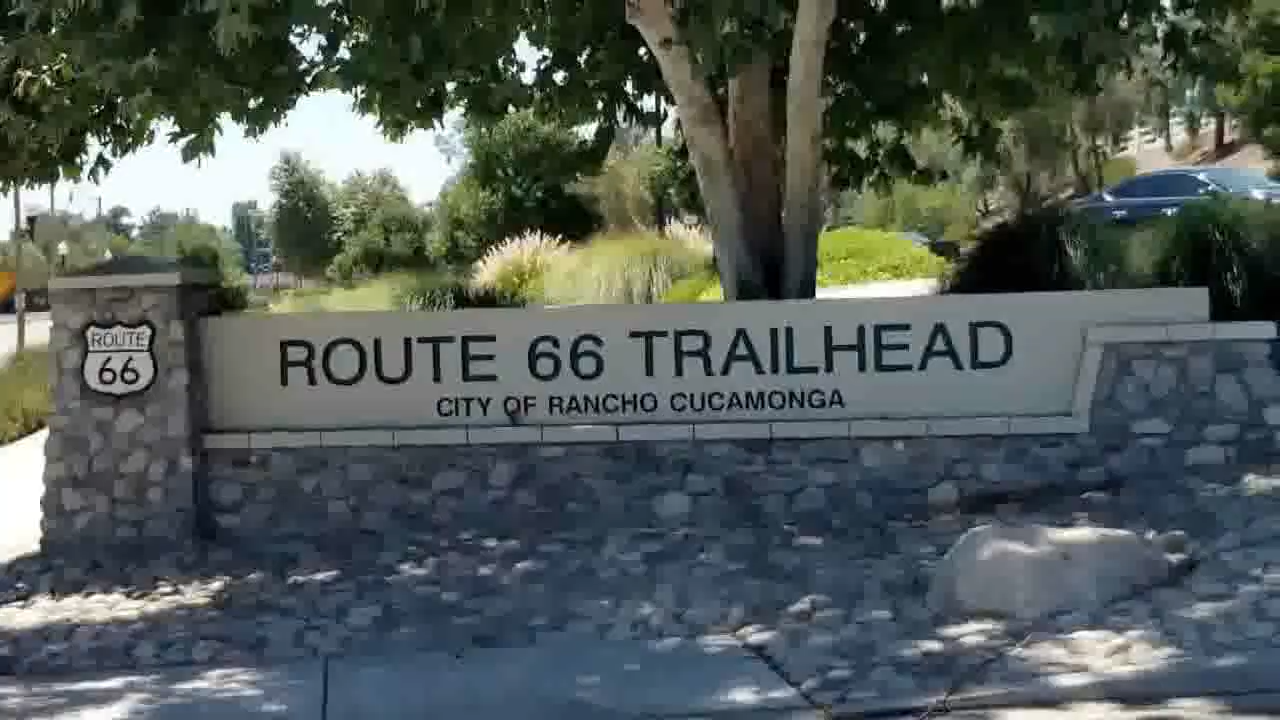 ROUTE
66
ROUTE 66 TRAILHEAD
CITY OF RANCHO CUCAMONGA